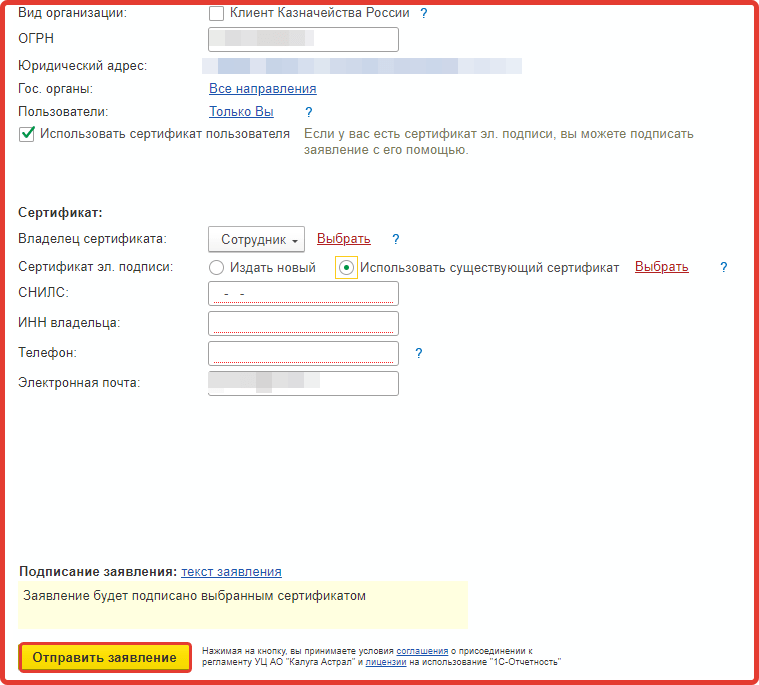 Вид организации: Клиент Казначейства России ?
ОГРН
Юридический адрес:
Гос. органы: Все направления
Пользователи: Только Вы ?
Использовать сертификат пользователя Если у вас есть сертификат эл. подписи, вы можете подписать
заявление с его помощью.
Сертификат:
Владелец сертификата: Сотрудник Выбрать ?
Сертификат эл. подписи: Издать новый Использовать существующий сертификат Выбрать ?
СНИЛС: - -
ИНН владельца:
Телефон: ?
Электронная почта:
Подписание заявления: текст заявления
Заявление будет подписано выбранным сертификатом
Отправить заявление Нажимая на кнопку, вы принимаете условия соглашения о присоединении к
регламенту УЦ АО "Калуга Астрал" и лицензии на использование "1С-Отчетность"